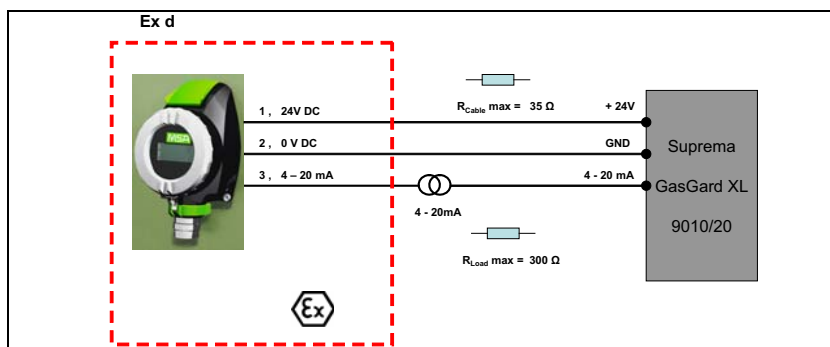 Ex d
1 , 24V DC
R_Cable max = 35 Ω
+ 24V
2 , 0 V DC
GND
3 , 4 – 20 mA
4 - 20 mA
4 - 20mA
R_Load max = 300 Ω
Suprema
GasGard XL
9010/20
MSA
εx